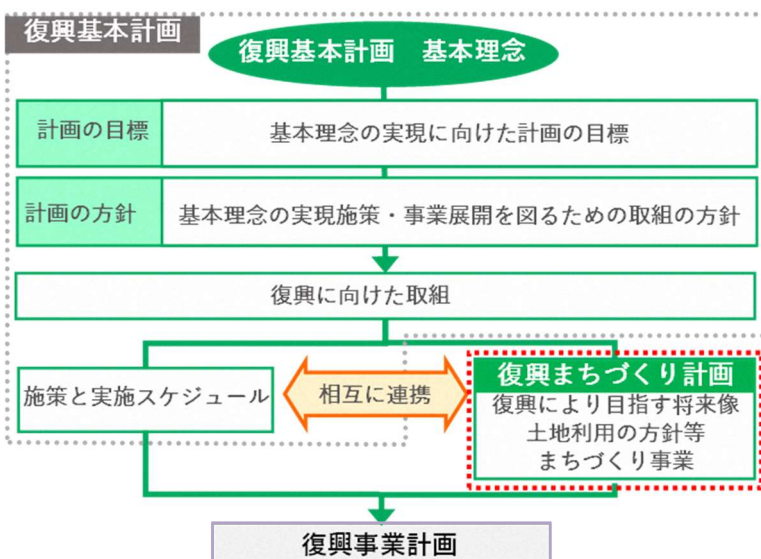 復興基本計画
復興基本計画　基本理念
計画の目標
基本理念の実現に向けた計画の目標
計画の方針
基本理念の実現施策・事業展開を図るための取組の方針
復興に向けた取組
施策と実施スケジュール
相互に連携
復興まちづくり計画
復興により目指す将来像
土地利用の方針等
まちづくり事業
復興事業計画